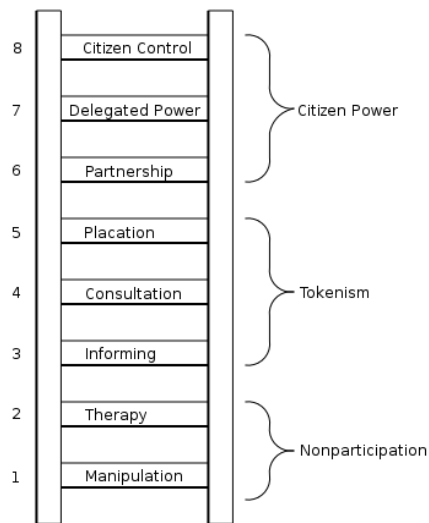 8 Citizen Control
7 Delegated Power
Citizen Power
6 Partnership
5 Placation
4 Consultation
Tokenism
3 Informing
2 Therapy
Nonparticipation
1 Manipulation